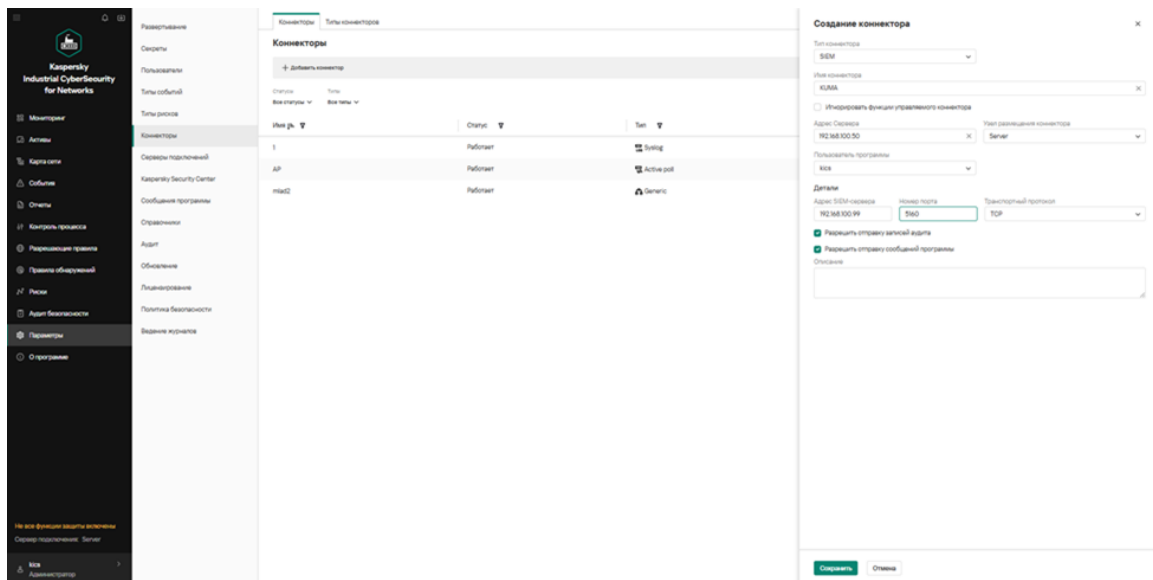 Kaspersky
Industrial CyberSecurity
for Networks
Мониторинг
Активы
Карта сети
События
Отчеты
Контроль процесса
Разрешающие правила
Правила обнаружений
Риски
Аудит безопасности
Параметры
О программе
Не все функции защиты включены
Сервер подключения: Server
kics
Администратор
Развертывание
Секреты
Пользователи
Типы событий
Типы рисков
Коннекторы
Серверы подключений
Kaspersky Security Center
Сообщения программы
Справочники
Аудит
Обновление
Лицензирование
Политика безопасности
Ведение журналов
Коннекторы Типы коннекторов
Коннекторы
+ Добавить коннектор
Статусы Типы
Все статусы Все типы
Имя Статус Тип
1 Работает Syslog
AP Работает Active poll
mlad2 Работает Generic
Создание коннектора
Тип коннектора
SIEM
Имя коннектора
KUMA
Игнорировать функции управляемого коннектора
Адрес Сервера Узел размещения коннектора
192.168.100.50 Server
Пользователь программы
kics
Детали
Адрес SIEM-сервера Номер порта Транспортный протокол
192.168.100.99 5160 TCP
Разрешить отправку записей аудита
Разрешить отправку сообщений программы
Описание
Сохранить Отмена